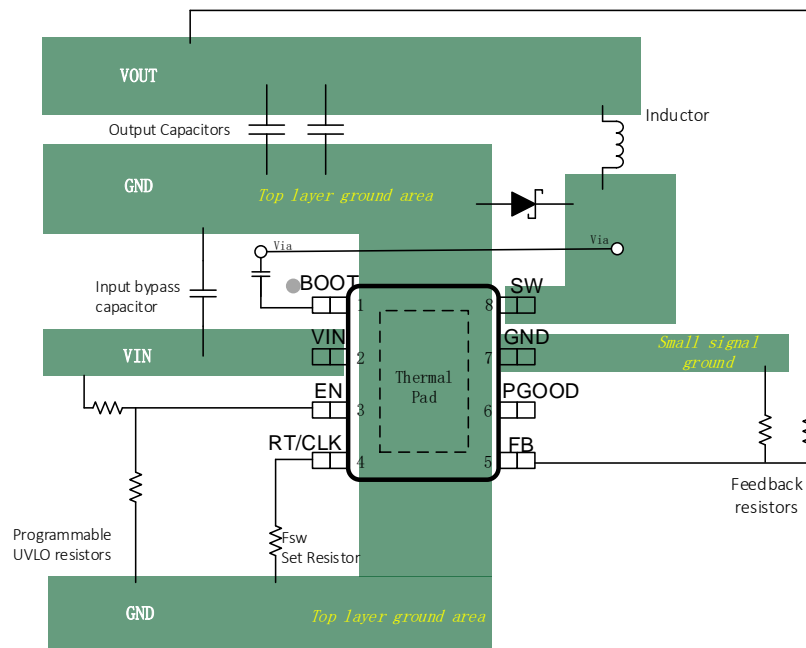 VOUT
Inductor
Output Capacitors
GND
Top layer ground area
Via
Via
BOOT
SW
Input bypass
capacitor
1
8
VIN
VIN
GND
Small signal
ground
2
7
Thermal
Pad
EN
PGOOD
3
6
RT/CLK
FB
4
5
Feedback
resistors
Programmable
UVLO resistors
Fsw
Set Resistor
GND
Top layer ground area